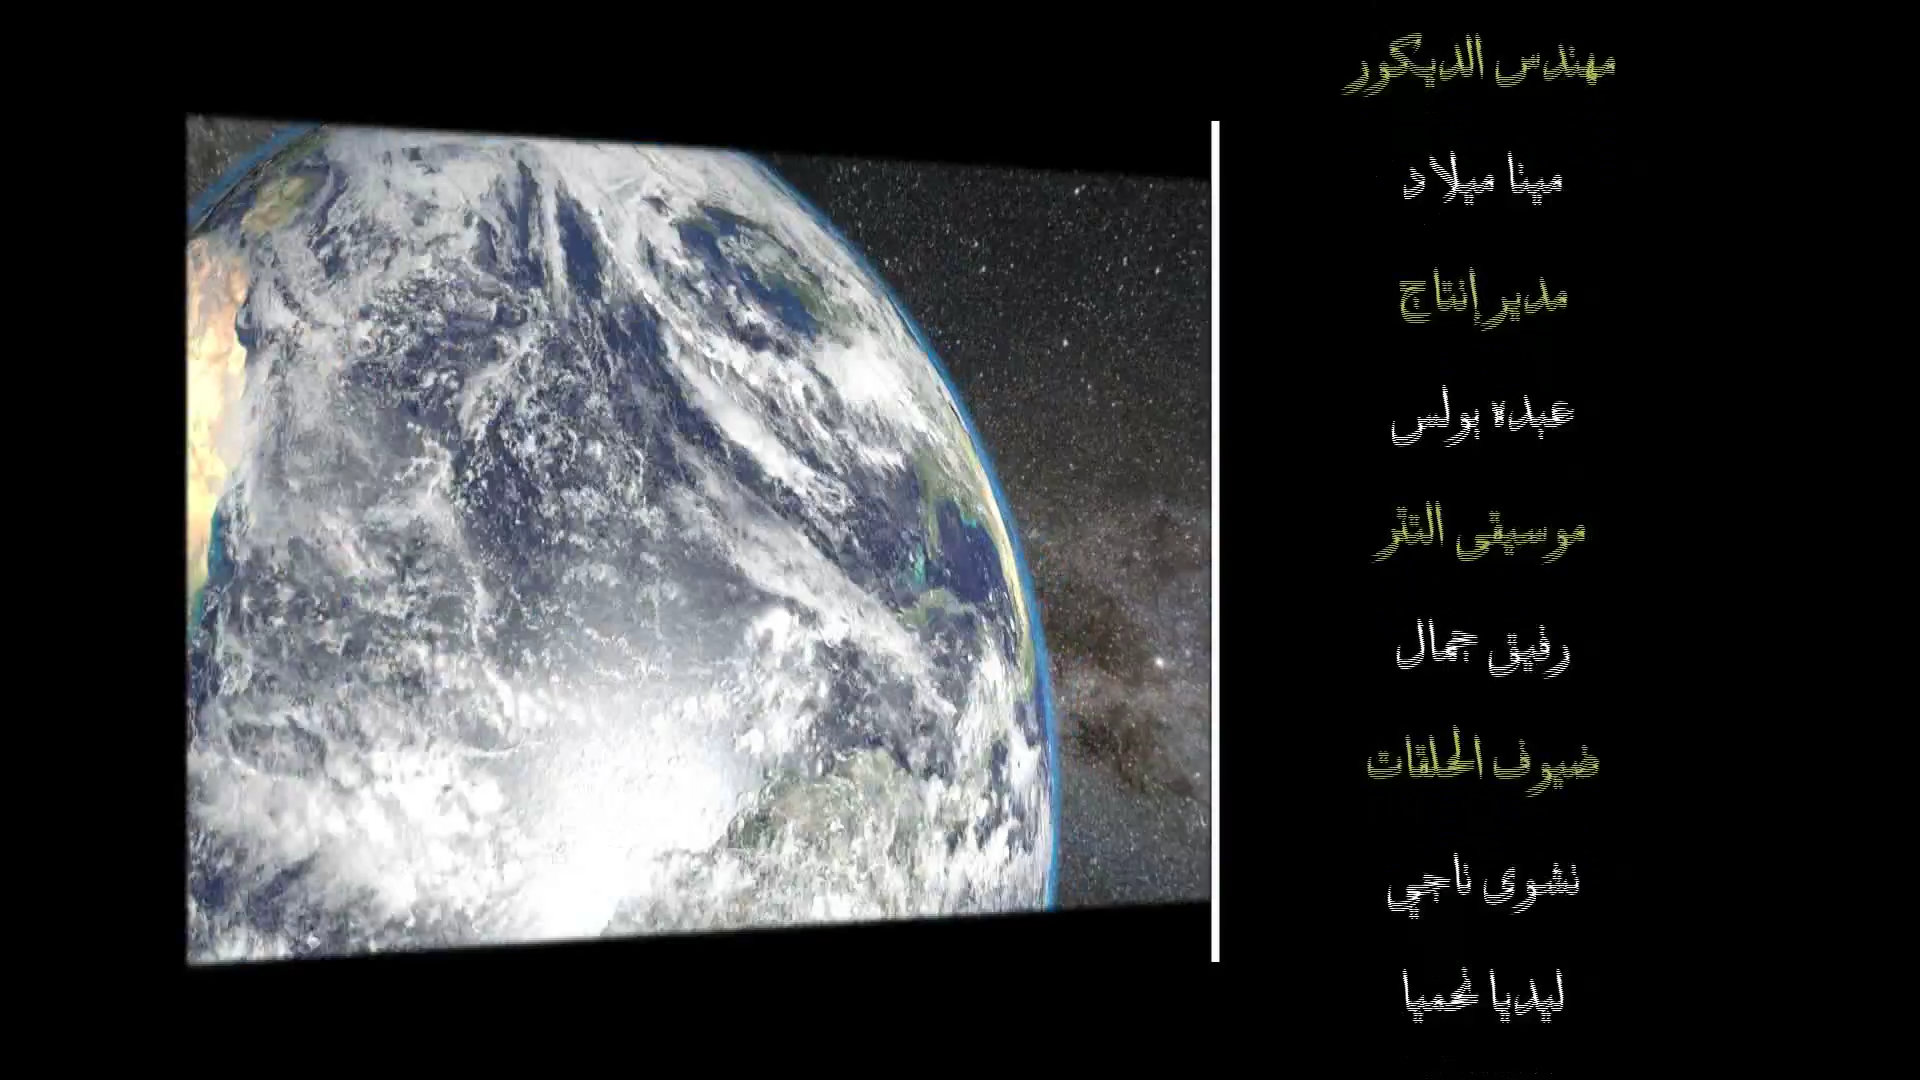 مهندس الديكور
مينا ميلاد
مدير إنتاج
عبده بولس
موسيقى التتر
رفيق جمال
ضيوف الحلقات
نشوى ناجي
ليديا نحميا